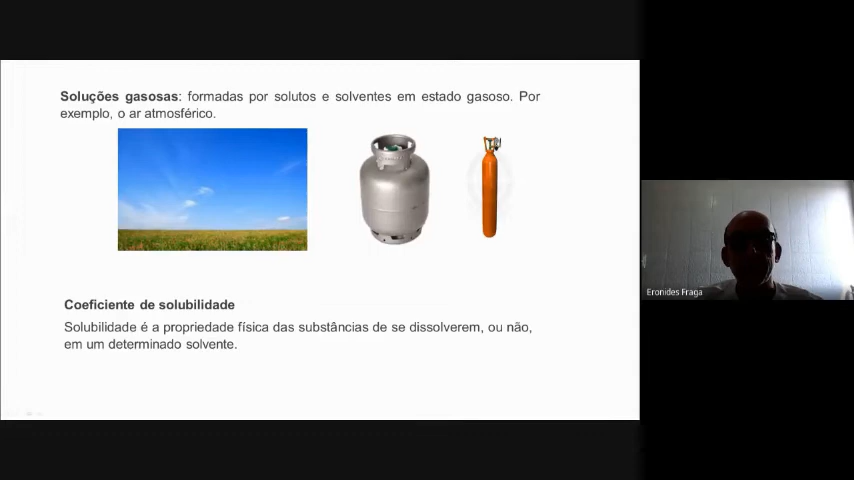 Soluções gasosas: formadas por solutos e solventes em estado gasoso. Por
exemplo, o ar atmosférico.
Coeficiente de solubilidade
Solubilidade é a propriedade física das substâncias de se dissolverem, ou não,
em um determinado solvente.
Eronides Fraga